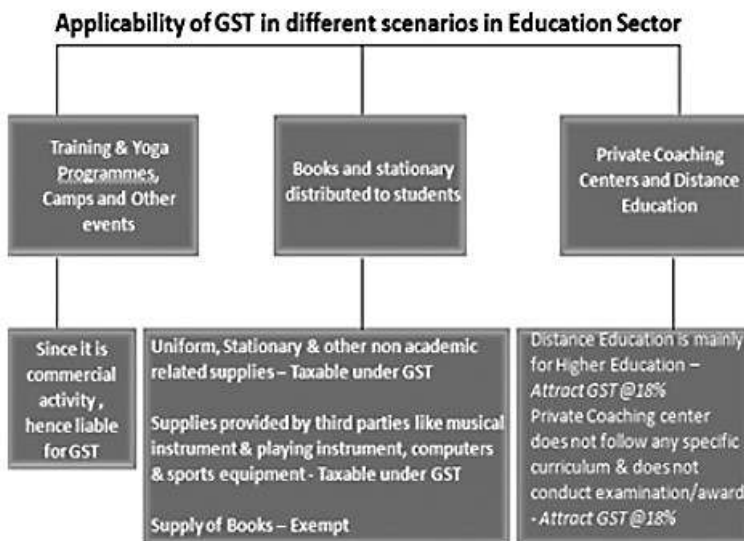 Applicability of GST in different scenarios in Education Sector
Training & Yoga
Programmes,
Camps and Other
events
Books and stationary
distributed to students
Private Coaching
Centers and Distance
Education
Since it is
commercial
activity ,
hence liable
for GST
Uniform, Stationary & other non academic
related supplies – Taxable under GST
Supplies provided by third parties like musical
instrument & playing instrument, computers
& sports equipment - Taxable under GST
Supply of Books – Exempt
Distance Education is mainly
for Higher Education –
Attract GST @18%
Private Coaching center
does not follow any specific
curriculum & does not
conduct examination/award
- Attract GST @18%